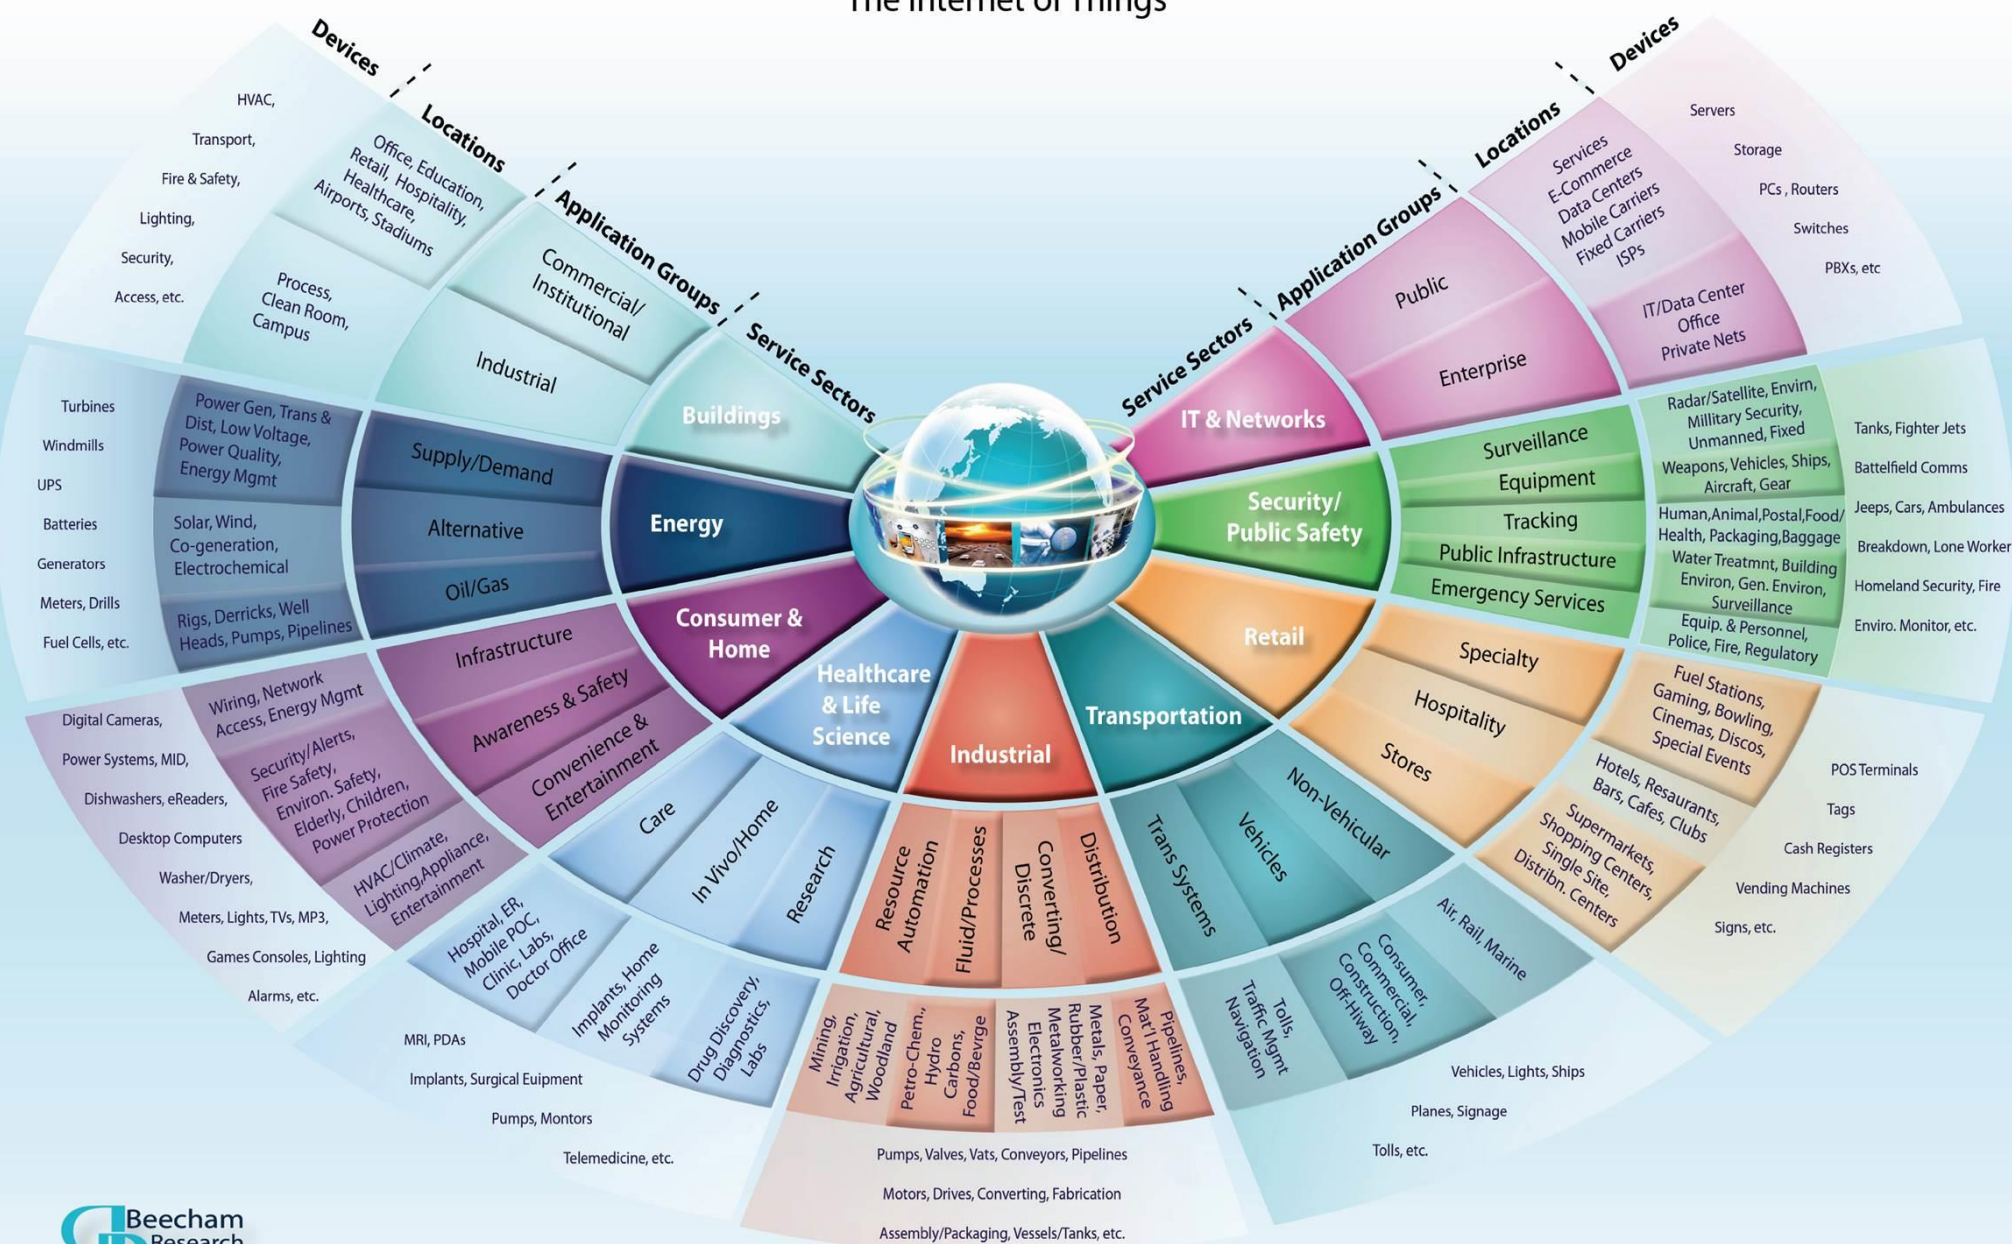 The Internet of Things
Devices
Locations
Application Groups
Service Sectors
HVAC,
Transport,
Fire & Safety,
Lighting,
Security,
Access, etc.
Office, Education,
Retail, Hospitality,
Healthcare,
Airports, Stadiums
Process,
Clean Room,
Campus
Commercial/
Institutional
Industrial
Buildings
Turbines
Windmills
UPS
Batteries
Generators
Meters, Drills
Fuel Cells, etc.
Power Gen, Trans &
Dist, Low Voltage,
Power Quality,
Energy Mgmt
Solar, Wind,
Co-generation,
Electrochemical
Rigs, Derricks, Well
Heads, Pumps, Pipelines
Supply/Demand
Alternative
Oil/Gas
Energy
Digital Cameras,
Power Systems, MID,
Dishwashers, eReaders,
Desktop Computers
Washer/Dryers,
Meters, Lights, TVs, MP3,
Games Consoles, Lighting
Alarms, etc.
Wiring, Network
Access, Energy Mgmt
Security/Alerts,
Fire Safety,
Environ. Safety,
Elderly, Children,
Power Protection
HVAC/Climate,
Lighting,Appliance,
Entertainment
Infrastructure
Awareness & Safety
Convenience &
Entertainment
Consumer &
Home
MRI, PDAs
Implants, Surgical Euipment
Pumps, Montors
Telemedicine, etc.
Hospital, ER,
Mobile POC,
Clinic, Labs,
Doctor Office
Implants, Home
Monitoring
Systems
Drug Discovery,
Diagnostics,
Labs
Care
In Vivo/Home
Research
Healthcare
& Life
Science
Industrial
Resource
Automation
Fluid/Processes
Converting/
Discrete
Distribution
Mining,
Irrigation,
Agricultural,
Woodland
Petro-Chem.,
Hydro
Carbons,
Food/Bevrge
Metals, Paper,
Rubber/Plastic
Metalworking
Electronics
Assembly/Test
Pipelines,
Mat'l Handling
Conveyance
Pumps, Valves, Vats, Conveyors, Pipelines
Motors, Drives, Converting, Fabrication
Assembly/Packaging, Vessels/Tanks, etc.
Transportation
Trans Systems
Vehicles
Non-Vehicular
Tolls,
Traffic Mgmt
Navigation
Consumer,
Commercial,
Construction,
Off-Hiway
Air, Rail, Marine
Vehicles, Lights, Ships
Planes, Signage
Tolls, etc.
Retail
Specialty
Hospitality
Stores
Fuel Stations,
Gaming, Bowling,
Cinemas, Discos,
Special Events
Hotels, Resaurants,
Bars, Cafes, Clubs
Supermarkets,
Shopping Centers,
Single Site,
Distribn. Centers
POS Terminals
Tags
Cash Registers
Vending Machines
Signs, etc.
Security/
Public Safety
Surveillance
Equipment
Tracking
Public Infrastructure
Emergency Services
Radar/Satellite, Envirn,
Millitary Security,
Unmanned, Fixed
Weapons, Vehicles, Ships,
Aircraft, Gear
Human,Animal,Postal,Food/
Health, Packaging,Baggage
Water Treatmnt, Building
Environ, Gen. Environ,
Surveillance
Equip. & Personnel,
Police, Fire, Regulatory
Tanks, Fighter Jets
Battelfield Comms
Jeeps, Cars, Ambulances
Breakdown, Lone Worker
Homeland Security, Fire
Enviro. Monitor, etc.
IT & Networks
Public
Enterprise
Services
E-Commerce
Data Centers
Mobile Carriers
Fixed Carriers
ISPs
IT/Data Center
Office
Private Nets
Servers
Storage
PCs , Routers
Switches
PBXs, etc
Service Sectors
Application Groups
Locations
Devices
Beecham
Research